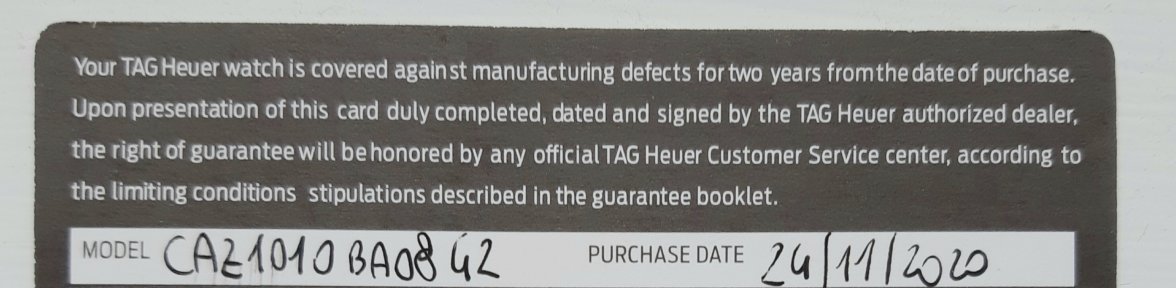 Your TAG Heuer watch is covered against manufacturing defects for two years from the date of purchase.
Upon presentation of this card duly completed, dated and signed by the TAG Heuer authorized dealer,
the right of guarantee will be honored by any official TAG Heuer Customer Service center, according to
the limiting conditions stipulations described in the guarantee booklet.
MODEL CAZ1010 BA0842 PURCHASE DATE 24/11/2020